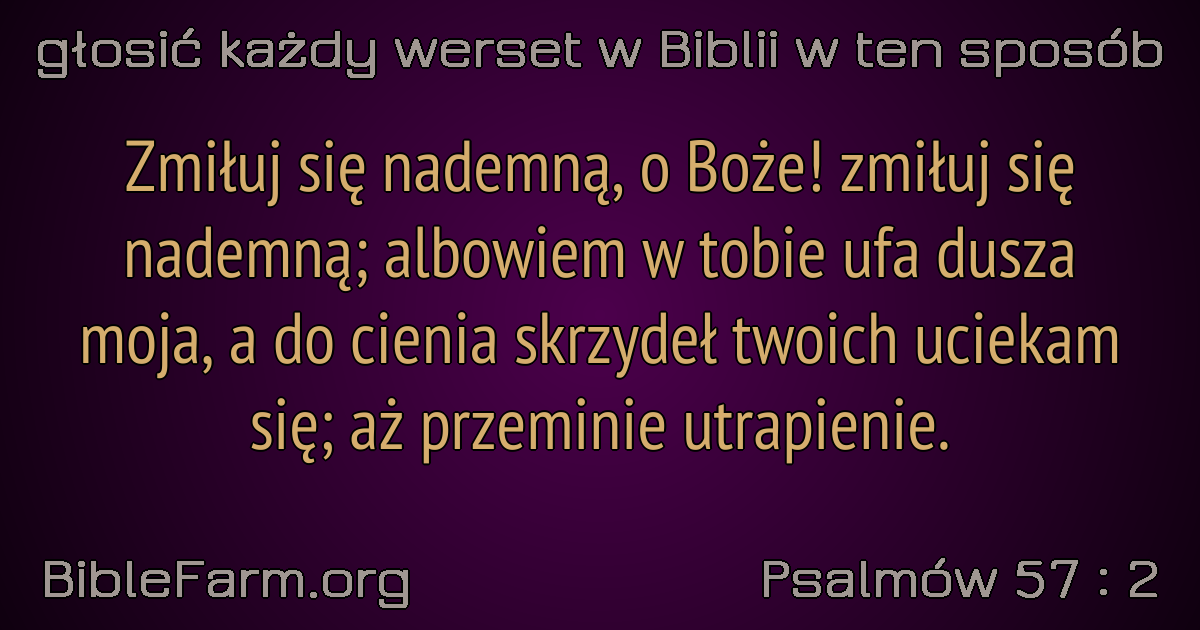 głosić każdy werset w Biblii w ten sposób
Zmiłuj się nademną, o Boże! zmiłuj się
nademną; albowiem w tobie ufa dusza
moja, a do cienia skrzydeł twoich uciekam
się; aż przeminie utrapienie.
BibleFarm.org
Psalmów 57 : 2